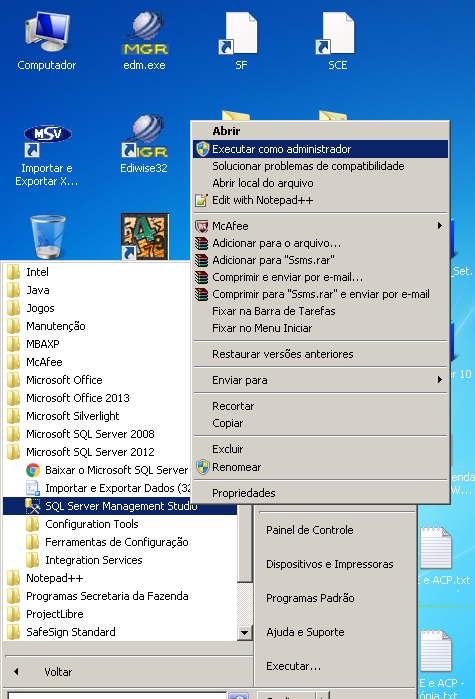 Computador
MGR
edm.exe
SF
SCE
MSV
Importar e
Exportar X...
IGR
Ediwise32
Abrir
Executar como administrador
Solucionar problemas de compatibilidade
Abrir local do arquivo
Edit with Notepad++
McAfee
Adicionar para o arquivo...
Adicionar para "Ssms.rar"
Comprimir e enviar por e-mail...
Comprimir para "Ssms.rar" e enviar por e-mail
Fixar na Barra de Tarefas
Fixar no Menu Iniciar
Restaurar versões anteriores
Enviar para
Recortar
Copiar
Excluir
Renomear
Propriedades
_Set.
er 10
enda
W...
Intel
Java
Jogos
Manutenção
MBAXP
McAfee
Microsoft Office
Microsoft Office 2013
Microsoft Silverlight
Microsoft SQL Server 2008
Microsoft SQL Server 2012
Baixar o Microsoft SQL Server
Importar e Exportar Dados (32
SQL Server Management Studio
Configuration Tools
Ferramentas de Configuração
Integration Services
Notepad++
Programas Secretaria da Fazenda
ProjectLibre
SafeSign Standard
Voltar
Painel de Controle
Dispositivos e Impressoras
Programas Padrão
Ajuda e Suporte
Executar...
E e ACP.txt
E e ACP -
ónia.txt